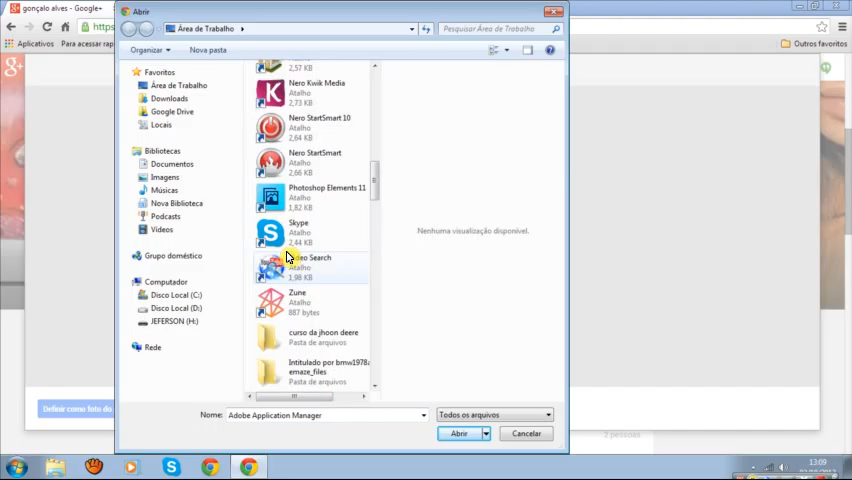 gonçalo alves - Google+
Abrir
https
Área de Trabalho
Pesquisar Área de Trabalho
Aplicativos
Para acessar rap
Outros favoritos
Organizar
Nova pasta
Favoritos
Área de Trabalho
Downloads
Google Drive
Locais
Bibliotecas
Documentos
Imagens
Músicas
Nova Biblioteca
Podcasts
Vídeos
Grupo doméstico
Computador
Disco Local (C:)
Disco Local (D:)
JEFERSON (H:)
Rede
2,57 KB
Nero Kwik Media
Atalho
2,73 KB
Nero StartSmart 10
Atalho
2,64 KB
Nero StartSmart
Atalho
2,66 KB
Photoshop Elements 11
Atalho
1,82 KB
Skype
Atalho
2,44 KB
Search
Atalho
1,98 KB
Zune
Atalho
887 bytes
curso da jhoon deere
Pasta de arquivos
Intitulado por bmw1978a
emaze_files
Pasta de arquivos
Nenhuma visualização disponível.
Nome:
Adobe Application Manager
Todos os arquivos
Abrir
Cancelar
Definir como foto do
2 pessoas
13:09